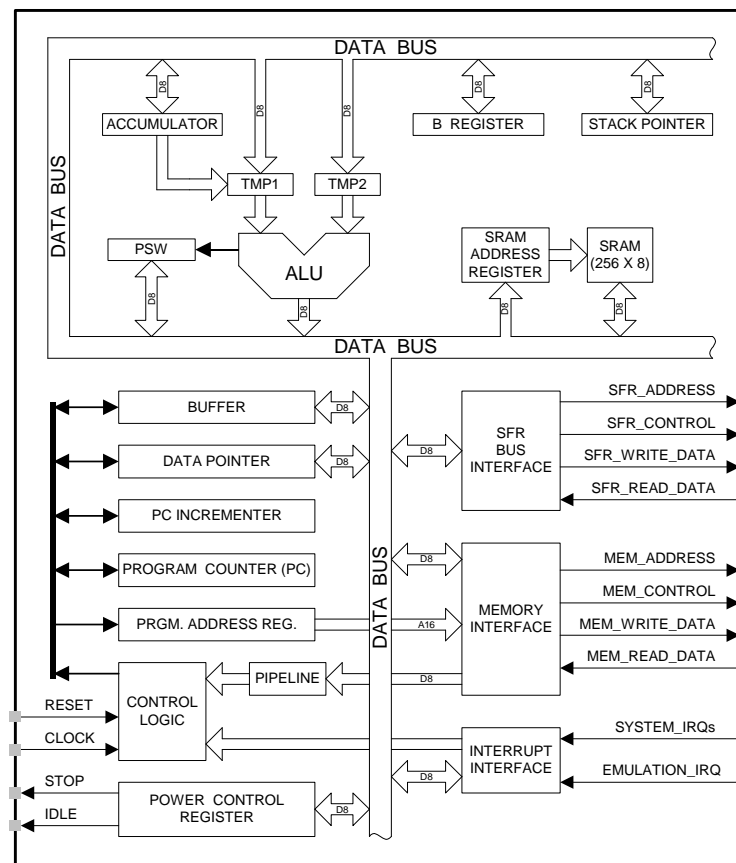 DATA BUS
D8
D8
D8
D8
D8
ACCUMULATOR
B REGISTER
STACK POINTER
DATA BUS
TMP1
TMP2
PSW
ALU
SRAM
ADDRESS
REGISTER
SRAM
(256 X 8)
D8
D8
D8
D8
DATA BUS
BUFFER
D8
DATA POINTER
D8
PC INCREMENTER
PROGRAM COUNTER (PC)
PRGM. ADDRESS REG.
A16
DATA BUS
D8
SFR
BUS
INTERFACE
SFR_ADDRESS
SFR_CONTROL
SFR_WRITE_DATA
SFR_READ_DATA
D8
MEMORY
INTERFACE
MEM_ADDRESS
MEM_CONTROL
MEM_WRITE_DATA
MEM_READ_DATA
RESET
CLOCK
CONTROL
LOGIC
PIPELINE
D8
INTERRUPT
INTERFACE
SYSTEM_IRQs
EMULATION_IRQ
D8
STOP
IDLE
POWER CONTROL
REGISTER
D8